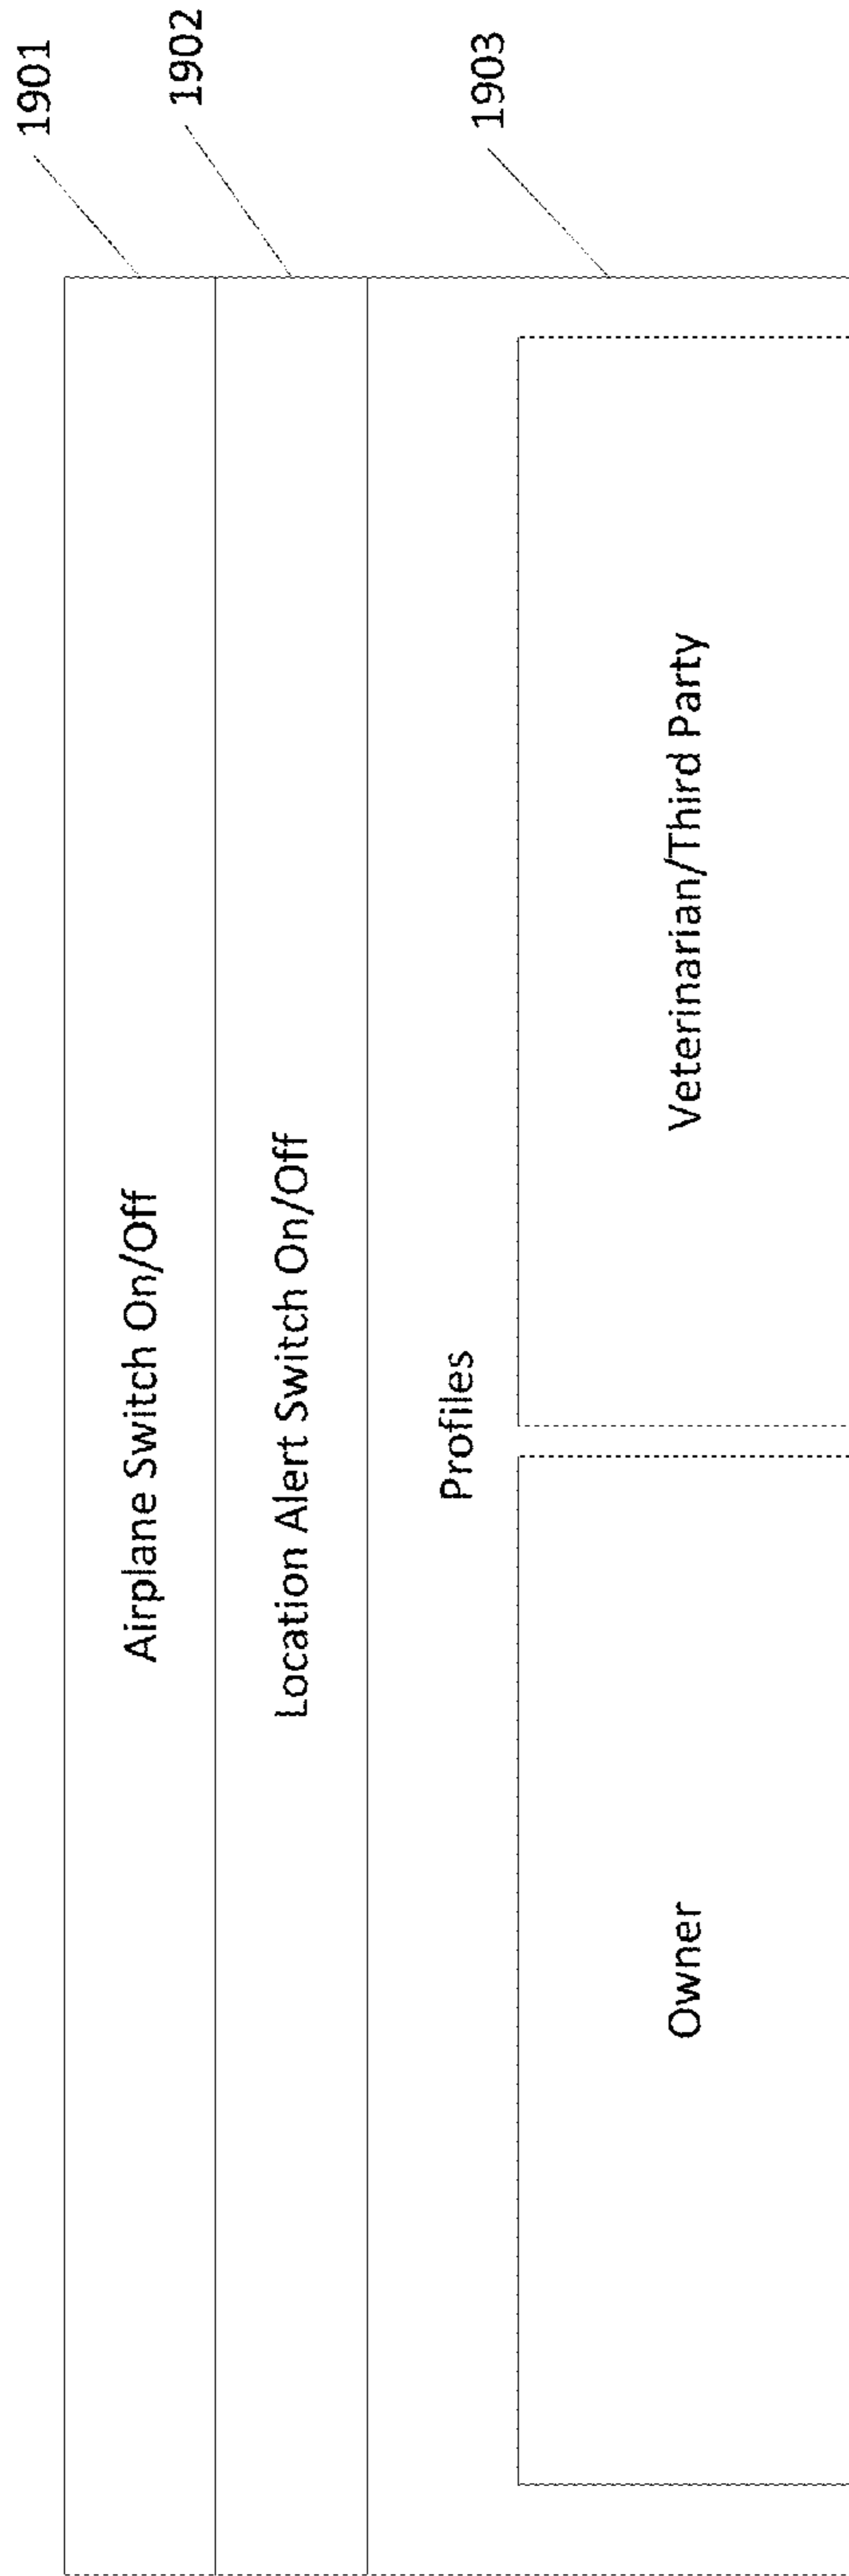 Airplane Switch On/Off
1901
Location Alert Switch On/Off
1902
Profiles
1903
Owner
Veterinarian/Third Party